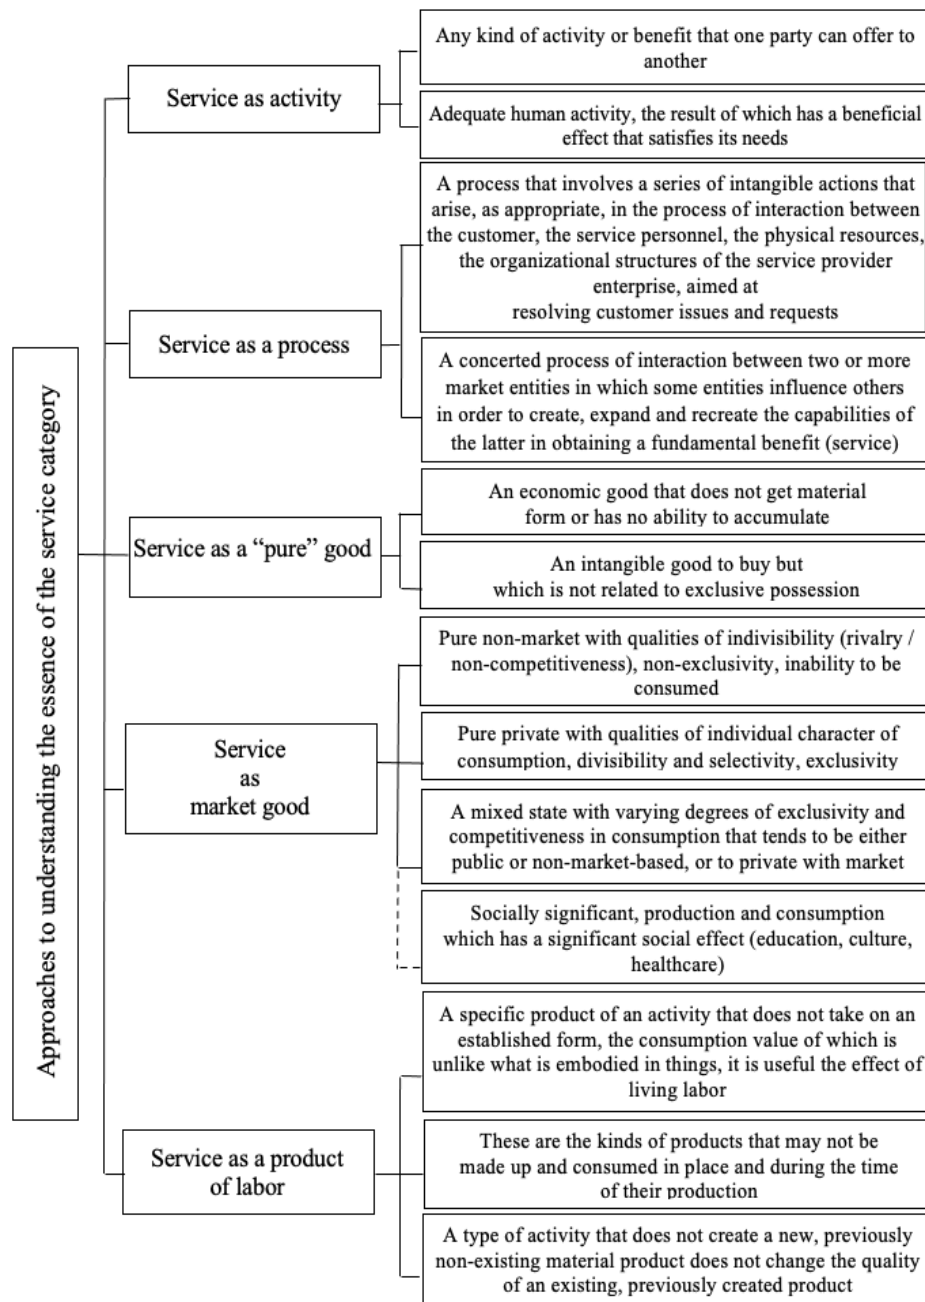 Approaches to understanding the essence of the service category
Service as activity
Any kind of activity or benefit that one party can offer to
another
Adequate human activity, the result of which has a beneficial
effect that satisfies its needs
Service as a process
A process that involves a series of intangible actions that
arise, as appropriate, in the process of interaction between
the customer, the service personnel, the physical resources,
the organizational structures of the service provider
enterprise, aimed at
resolving customer issues and requests
A concerted process of interaction between two or more
market entities in which some entities influence others
in order to create, expand and recreate the capabilities of
the latter in obtaining a fundamental benefit (service)
Service as a “pure” good
An economic good that does not get material
form or has no ability to accumulate
An intangible good to buy but
which is not related to exclusive possession
Service
as
market good
Pure non-market with qualities of indivisibility (rivalry /
non-competitiveness), non-exclusivity, inability to be
consumed
Pure private with qualities of individual character of
consumption, divisibility and selectivity, exclusivity
A mixed state with varying degrees of exclusivity and
competitiveness in consumption that tends to be either
public or non-market-based, or to private with market
Socially significant, production and consumption
which has a significant social effect (education, culture,
healthcare)
Service as a product
of labor
A specific product of an activity that does not take on an
established form, the consumption value of which is
unlike what is embodied in things, it is useful the effect of
living labor
These are the kinds of products that may not be
made up and consumed in place and during the time
of their production
A type of activity that does not create a new, previously
non-existing material product does not change the quality
of an existing, previously created product